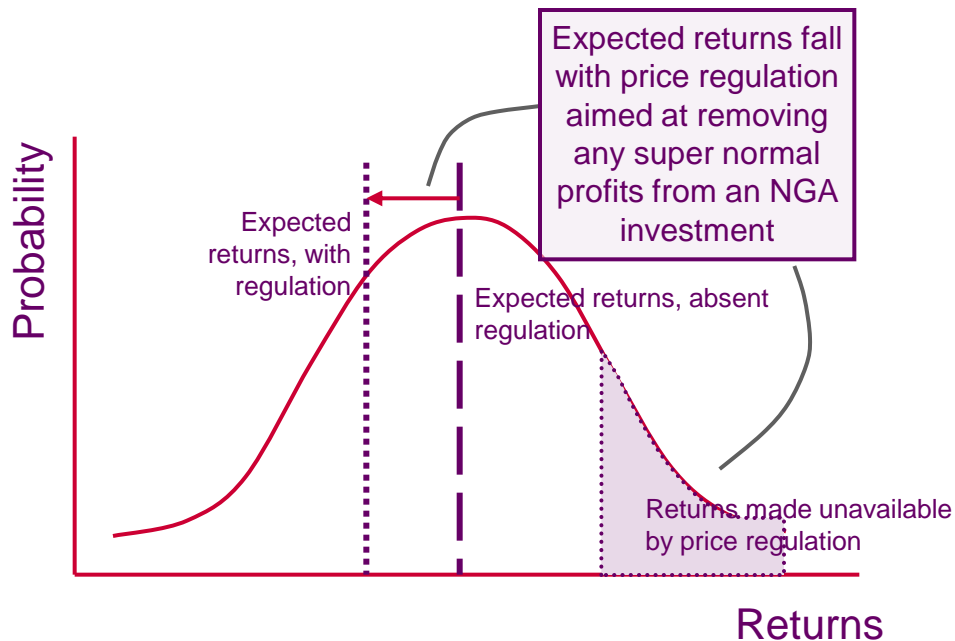 Expected returns fall
with price regulation
aimed at removing
any super normal
profits from an NGA
investment
Probability
Expected
returns, with
regulation
Expected returns, absent
regulation
Returns made unavailable
by price regulation
Returns